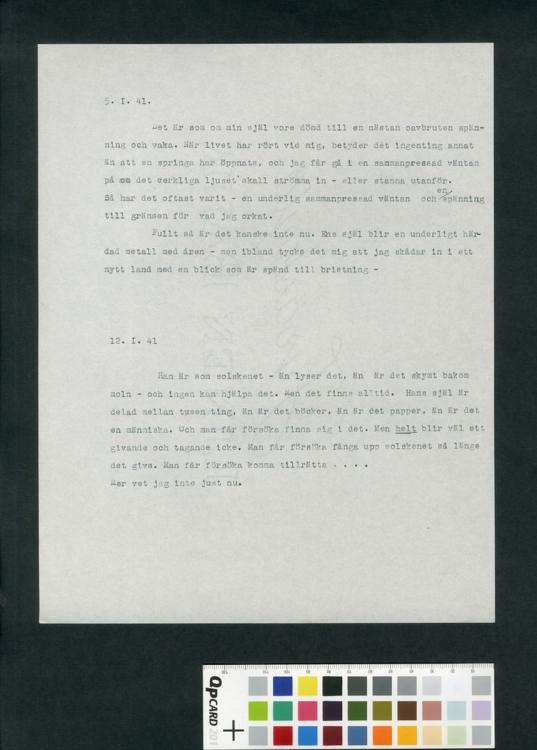 5. I. 41.
Det är som om min själ vore dömd till en nästan oavbruten spän-
ning och vaka. När livet har rört vid mig, betyder det ingenting annat
än att en springa har öppnats, och jag får gå i en sammanpressad väntan
på om det verkliga ljuset skall strömma in - eller stanna utanför.
en
Så har det oftast varit - en underlig sammanpressad väntan och spänning
till gränsen för vad jag orkat.
Fullt så är det kanske inte nu. Ens själ blir en underligt här-
dad metall med åren - men ibland tycks det mig att jag skådar in i ett
nytt land med en blick som är spänd till bristning -
12. I. 41
Han är som solskenet - än lyser det, än är det skymt bakom
moln - och ingen kan hjälpa det. Men det finns alltid. Hans själ är
delad mellan tusen ting, än är det böcker, än är det papper, än är det
en människa. Och man får försöka finna sig i det. Men helt blir väl ett
givande och tagande icke. Man får försöka fånga upp solskenet så länge
det givs. Man får försöka komma tillrätta . . . .
Mer vet jag inte just nu.
QPCARD 201